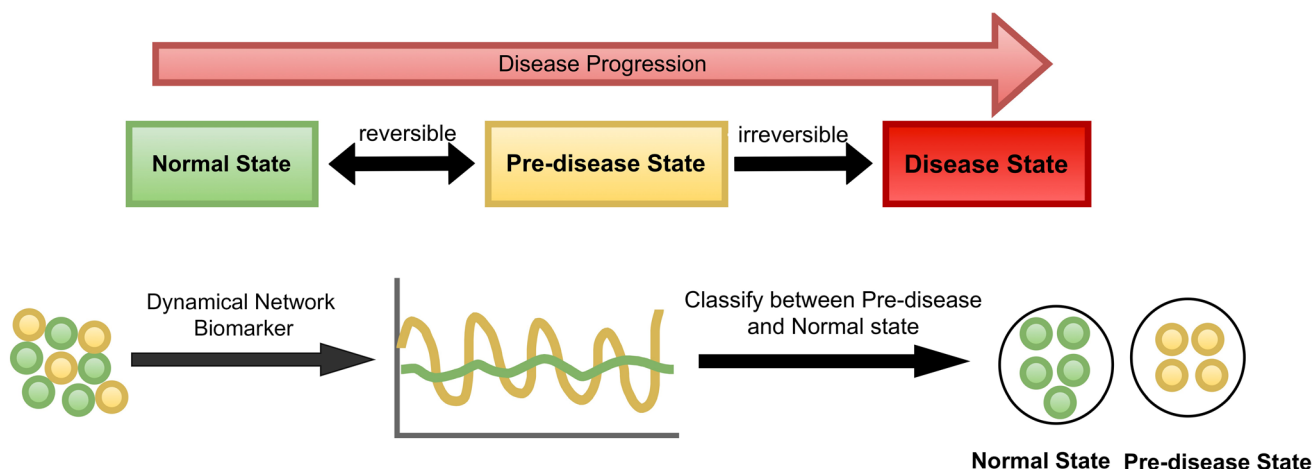 Disease Progression
reversible
irreversible
Normal State
Pre-disease State
Disease State
Dynamical Network
Biomarker
Classify between Pre-disease
and Normal state
Normal State
Pre-disease State